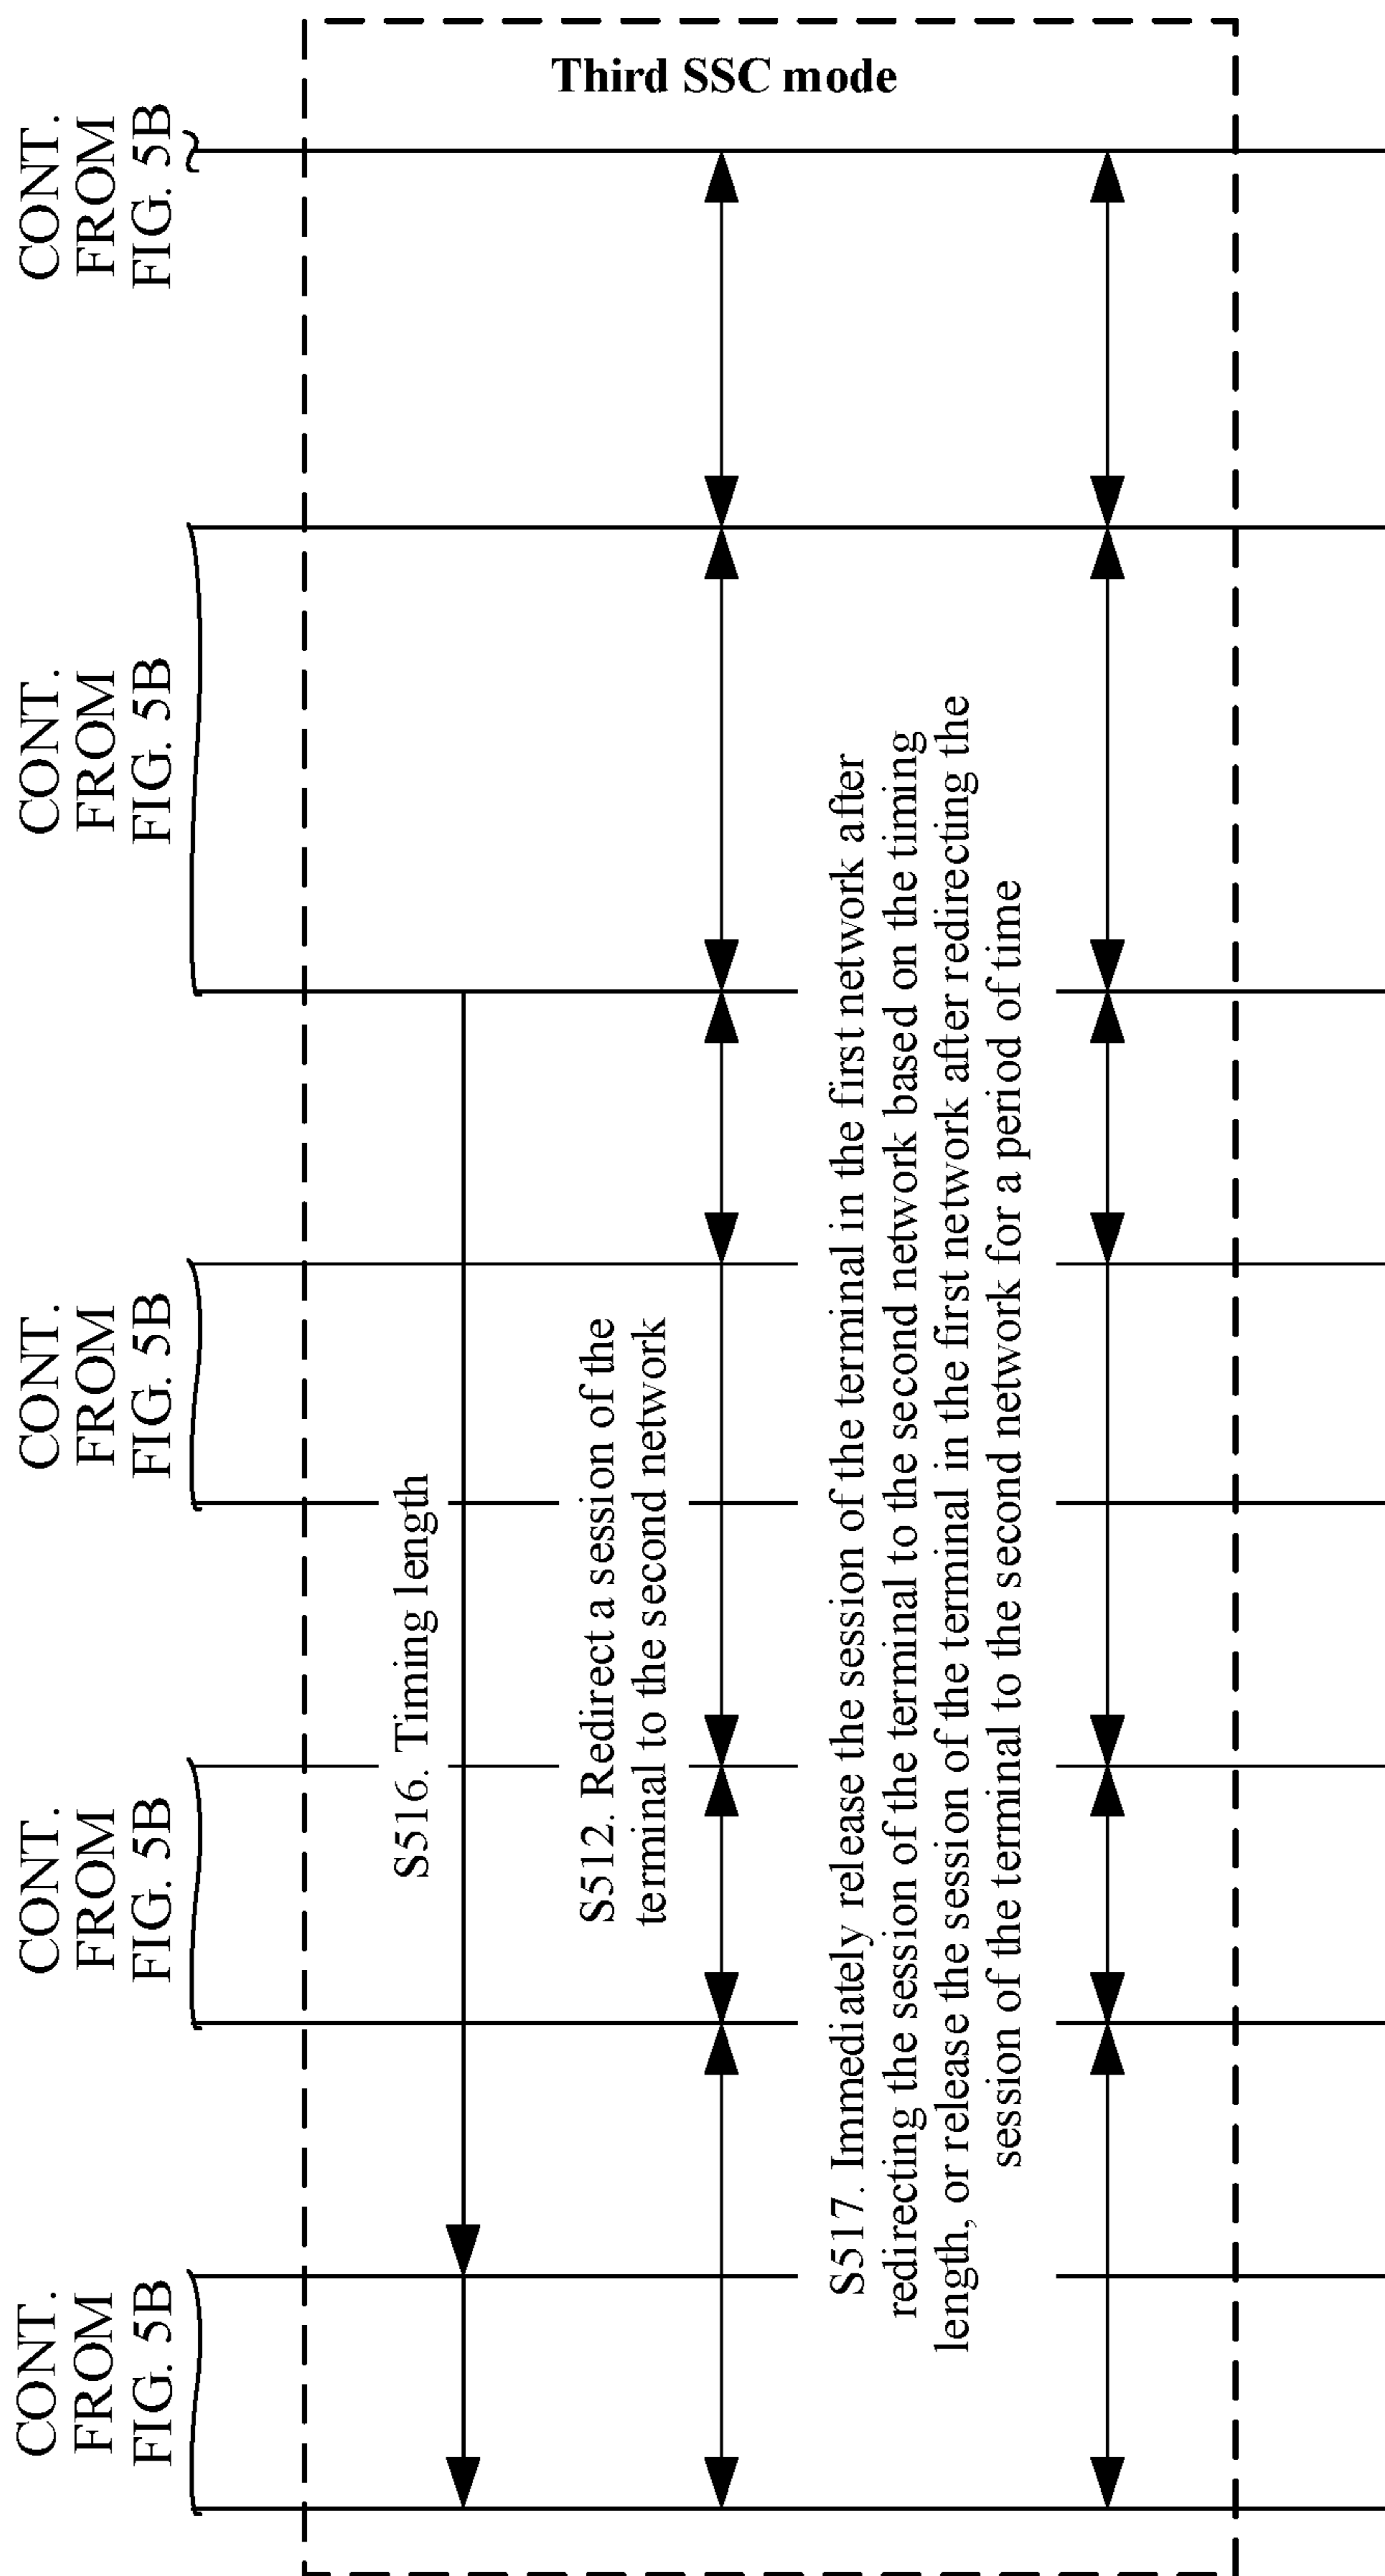 CONT.
FROM
FIG. 5B
CONT.
FROM
FIG. 5B
CONT.
FROM
FIG. 5B
CONT.
FROM
FIG. 5B
CONT.
FROM
FIG. 5B
Third SSC mode
S516. Timing length
S512. Redirect a session of the
terminal to the second network
S517. Immediately release the session of the terminal in the first network after
redirecting the session of the terminal to the second network based on the timing
length, or release the session of the terminal in the first network after redirecting the
session of the terminal to the second network for a period of time